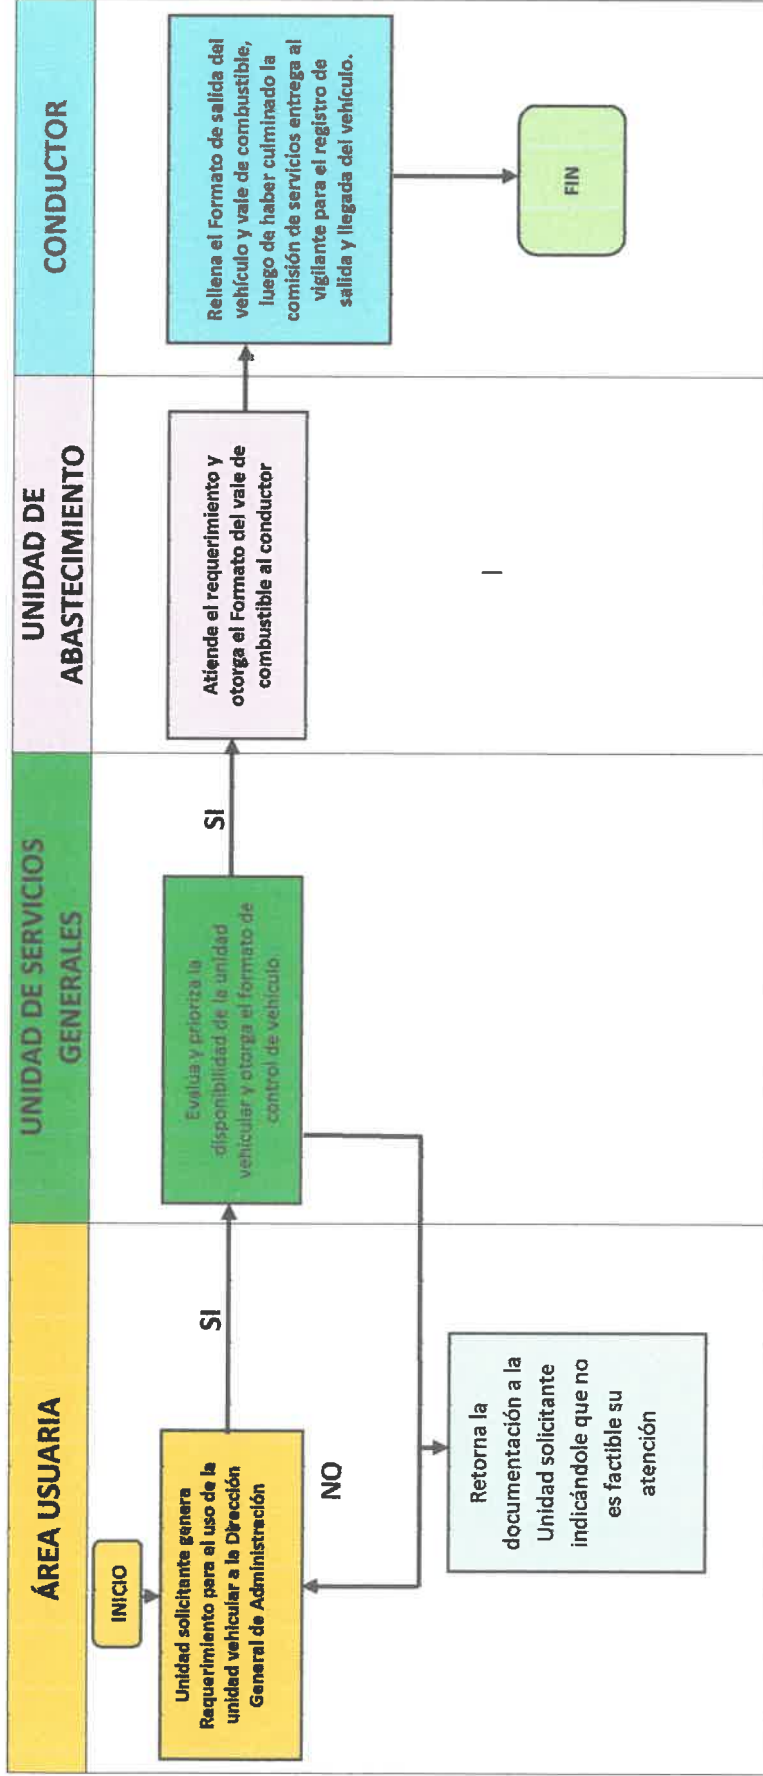 ÁREA USUARIA
UNIDAD DE SERVICIOS
GENERALES
UNIDAD DE
ABASTECIMIENTO
CONDUCTOR
INICIO
Unidad solicitante genera
Requerimiento para el uso de la
unidad vehicular a la Dirección
General de Administración
SI
Evalúa y prioriza la
disponibilidad de la unidad
vehicular y otorga el formato de
control de vehículo.
SI
Atiende el requerimiento y
otorga el Formato del vale de
combustible al conductor
Rellena el Formato de salida del
vehículo y vale de combustible,
luego de haber culminado la
comisión de servicios entrega al
vigilante para el registro de
salida y llegada del vehículo.
NO
Retorna la
documentación a la
Unidad solicitante
indicándole que no
es factible su
atención
FIN